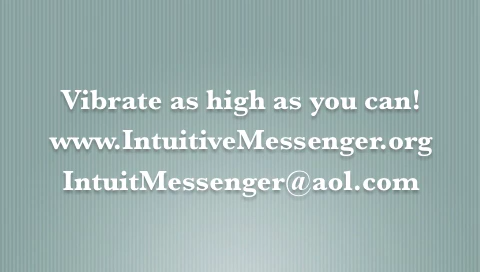 Vibrate as high as you can!
www.IntuitiveMessenger.org
IntuitMessenger@aol.com